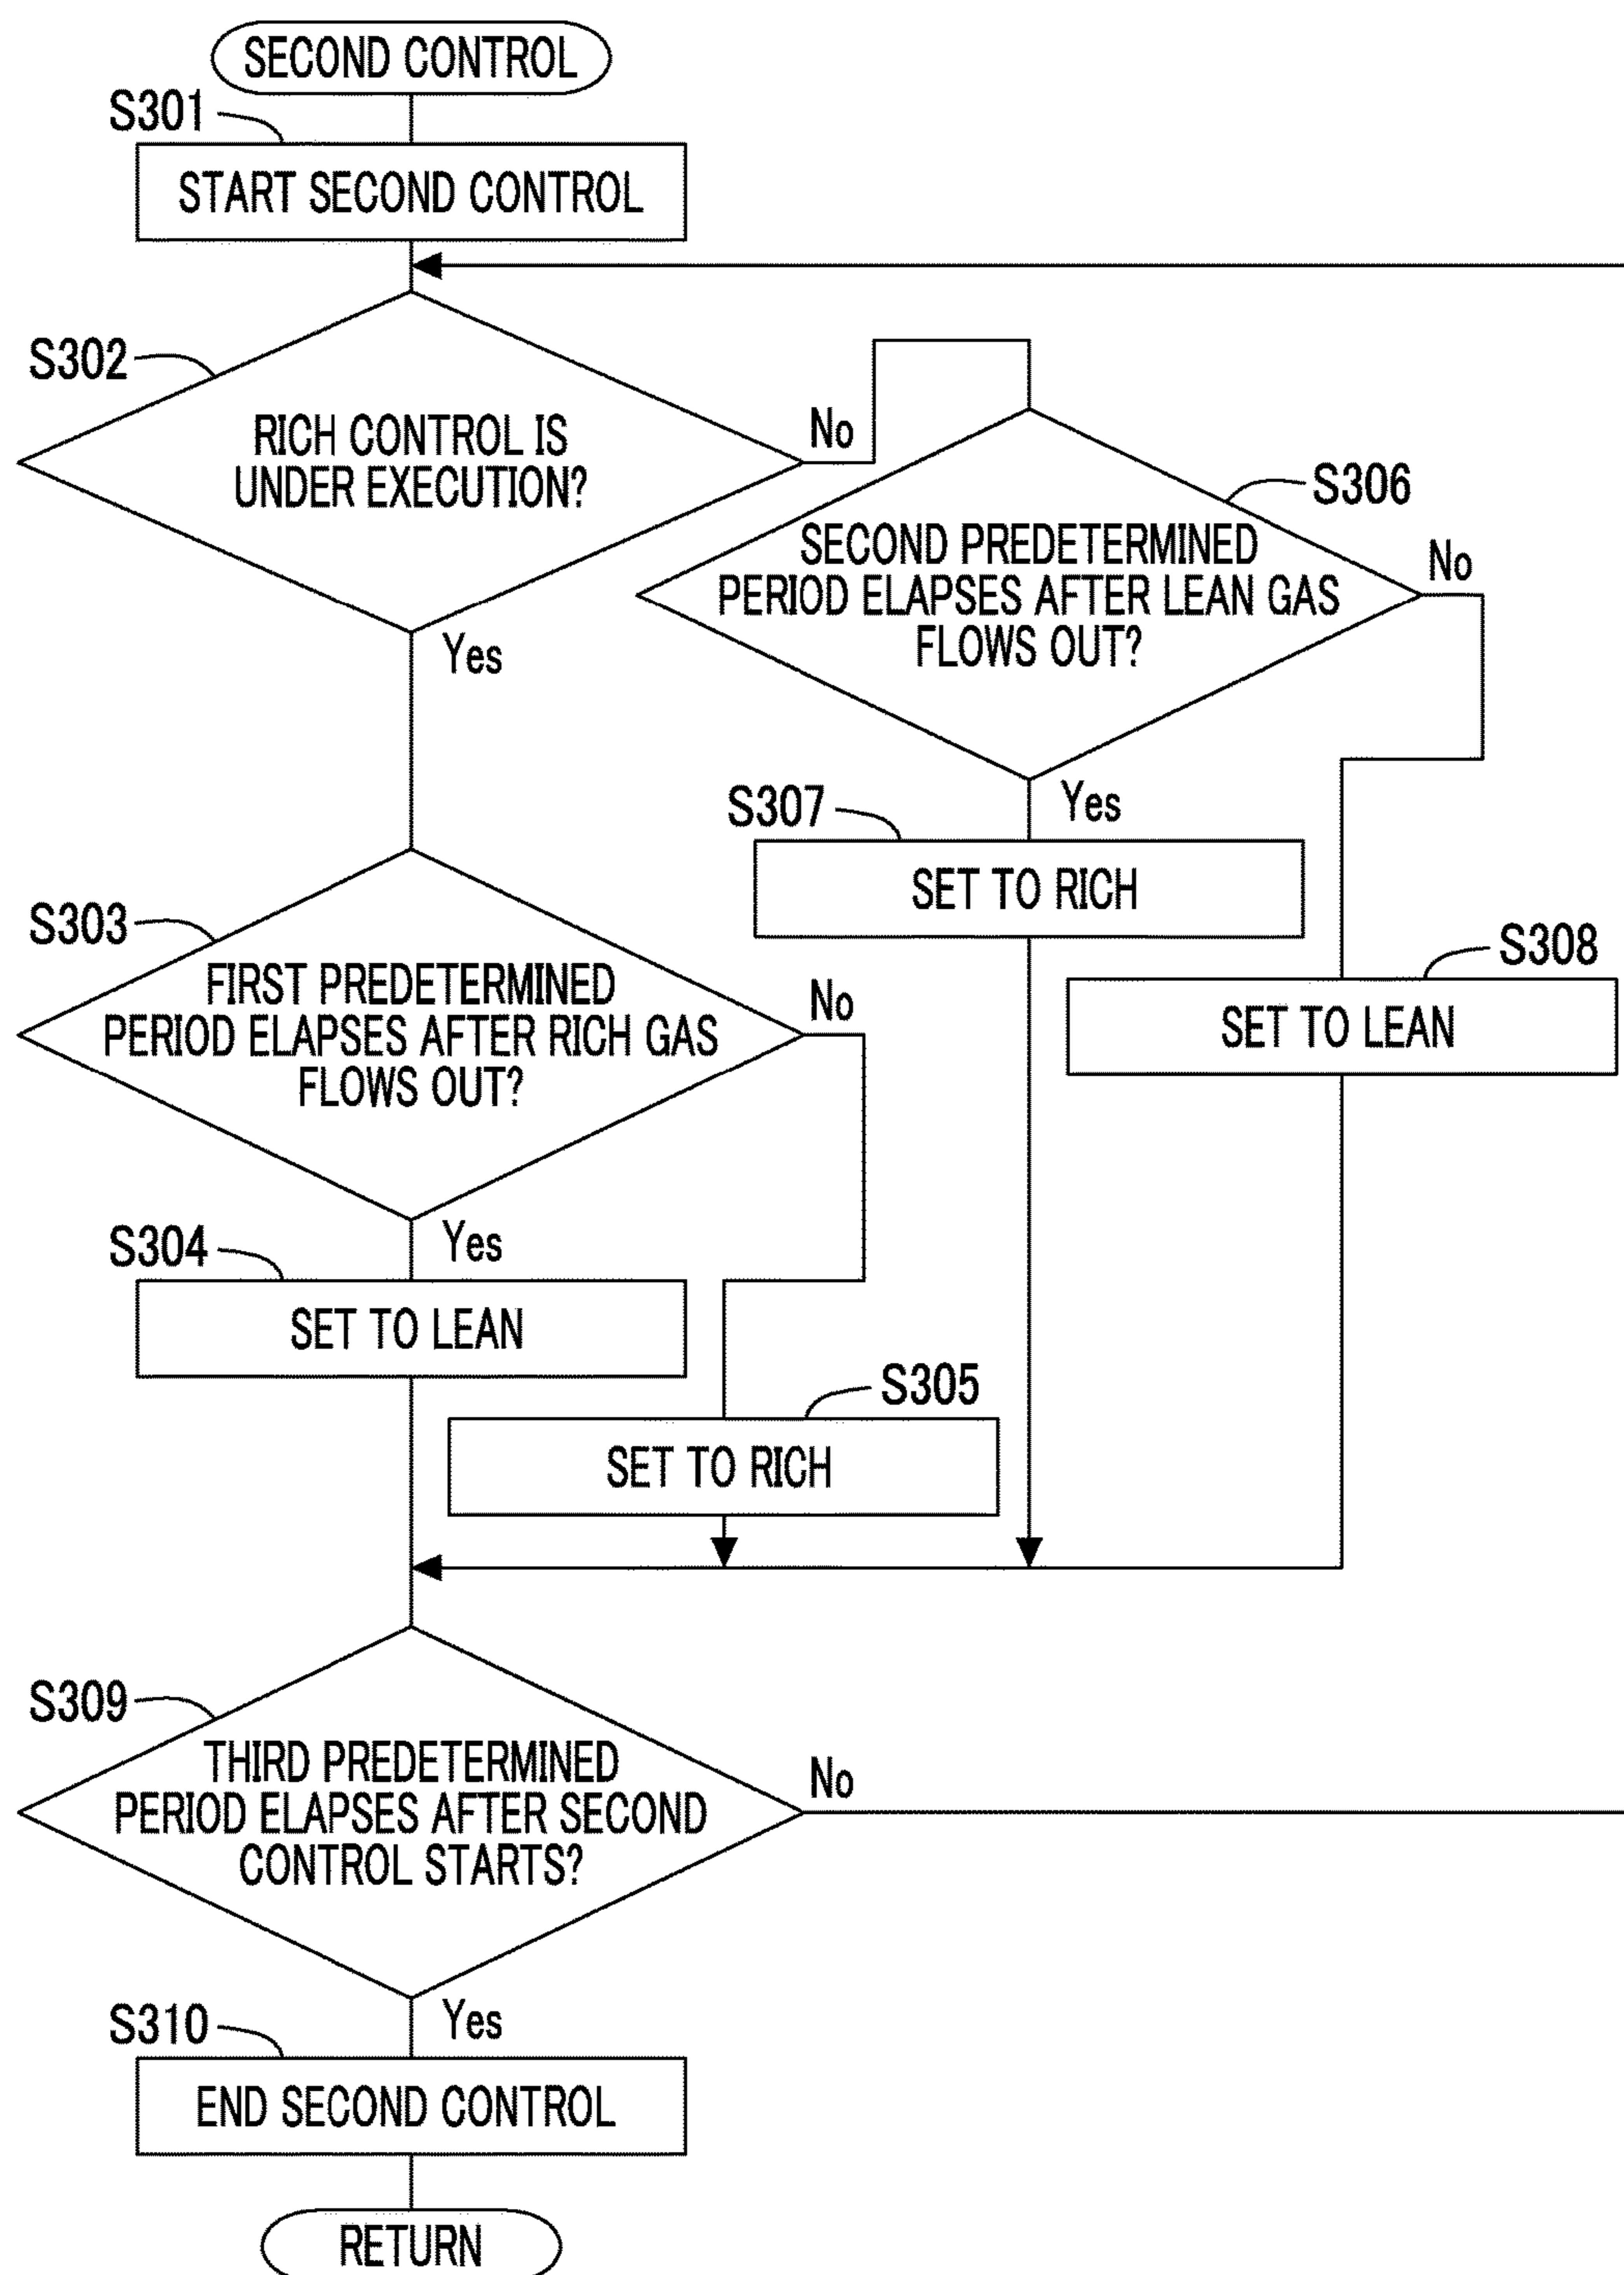 SECOND CONTROL
S301
START SECOND CONTROL
S302
RICH CONTROL IS
UNDER EXECUTION?
No
Yes
S306
SECOND PREDETERMINED
PERIOD ELAPSES AFTER LEAN GAS
FLOWS OUT?
No
Yes
S307
SET TO RICH
S308
SET TO LEAN
S303
FIRST PREDETERMINED
PERIOD ELAPSES AFTER RICH GAS
FLOWS OUT?
No
Yes
S304
SET TO LEAN
S305
SET TO RICH
S309
THIRD PREDETERMINED
PERIOD ELAPSES AFTER SECOND
CONTROL STARTS?
No
Yes
S310
END SECOND CONTROL
RETURN